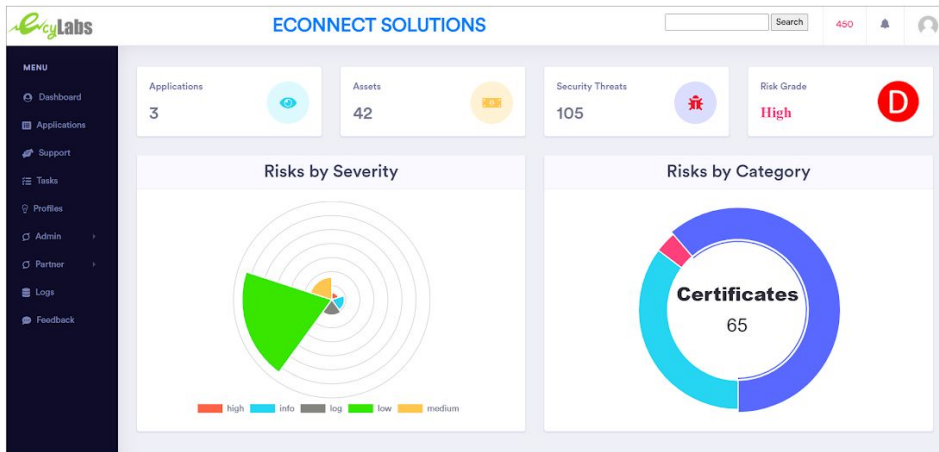 EcyLabs
ECONNECT SOLUTIONS
Search
450
MENU
Dashboard
Applications
Support
Tasks
Profiles
Admin
Partner
Logs
Feedback
Applications
3
Assets
42
Security Threats
105
Risk Grade
High
D
Risks by Severity
high info log low medium
Risks by Category
Certificates
65